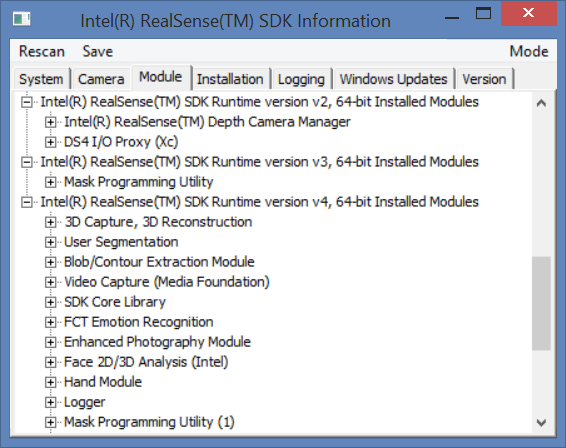 Intel(R) RealSense(TM) SDK Information
Rescan Save Mode
System Camera Module Installation Logging Windows Updates Version
Intel(R) RealSense(TM) SDK Runtime version v2, 64-bit Installed Modules
Intel(R) RealSense(TM) Depth Camera Manager
DS4 I/O Proxy (Xc)
Intel(R) RealSense(TM) SDK Runtime version v3, 64-bit Installed Modules
Mask Programming Utility
Intel(R) RealSense(TM) SDK Runtime version v4, 64-bit Installed Modules
3D Capture, 3D Reconstruction
User Segmentation
Blob/Contour Extraction Module
Video Capture (Media Foundation)
SDK Core Library
FCT Emotion Recognition
Enhanced Photography Module
Face 2D/3D Analysis (Intel)
Hand Module
Logger
Mask Programming Utility (1)